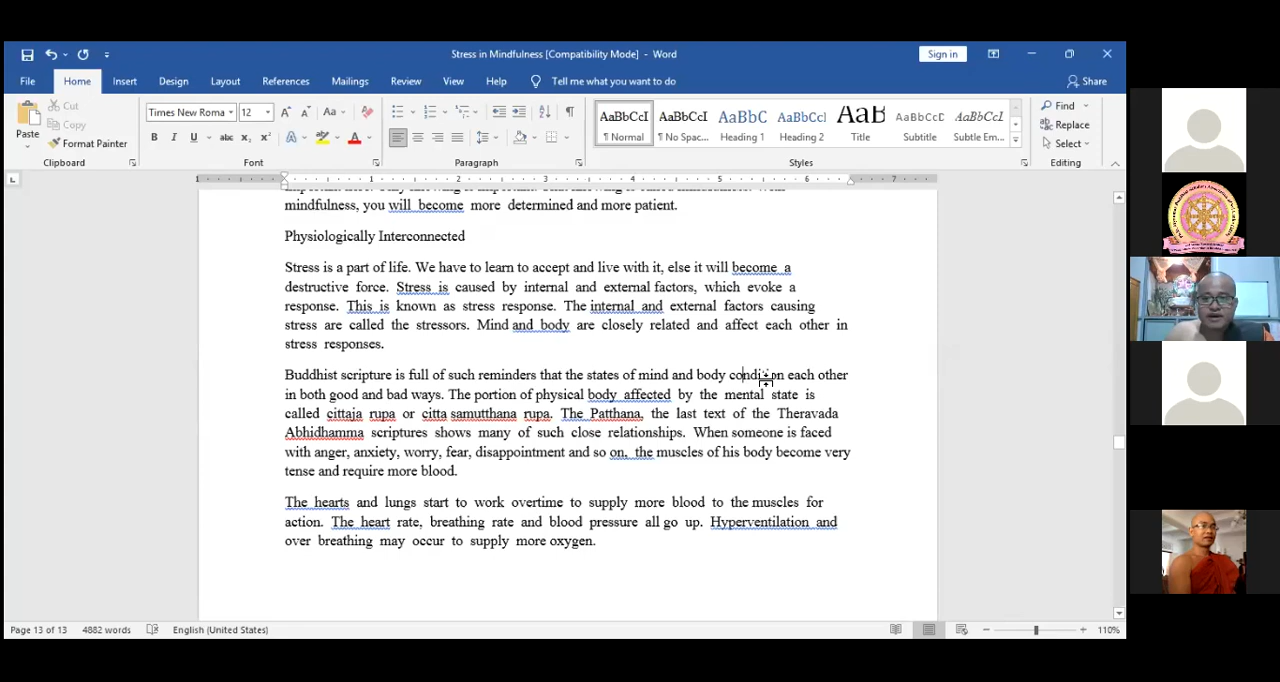 Stress in Mindfulness [Compatibility Mode] - Word
Sign in
File Home Insert Design Layout References Mailings Review View Help Tell me what you want to do
Share
Paste
Cut
Copy
Format Painter
Times New Roma 12
AaBbCcI AaBbCcI AaBbC AaBbCcI AaB AaBbCcD AaBbCcI
¶ Normal ¶ No Spac... Heading 1 Heading 2 Title Subtitle Subtle Em...
Find
Replace
Select
Clipboard Font Paragraph Styles Editing
1 1 2 3 4 5 6 7
mindfulness, you will become more determined and more patient.
Physiologically Interconnected
Stress is a part of life. We have to learn to accept and live with it, else it will become a
destructive force. Stress is caused by internal and external factors, which evoke a
response. This is known as stress response. The internal and external factors causing
stress are called the stressors. Mind and body are closely related and affect each other in
stress responses.
Buddhist scripture is full of such reminders that the states of mind and body condition each other
in both good and bad ways. The portion of physical body affected by the mental state is
called cittaja rupa or citta samutthana rupa. The Patthana, the last text of the Theravada
Abhidhamma scriptures shows many of such close relationships. When someone is faced
with anger, anxiety, worry, fear, disappointment and so on, the muscles of his body become very
tense and require more blood.
The hearts and lungs start to work overtime to supply more blood to the muscles for
action. The heart rate, breathing rate and blood pressure all go up. Hyperventilation and
over breathing may occur to supply more oxygen.
Page 13 of 13 4882 words English (United States) 110%